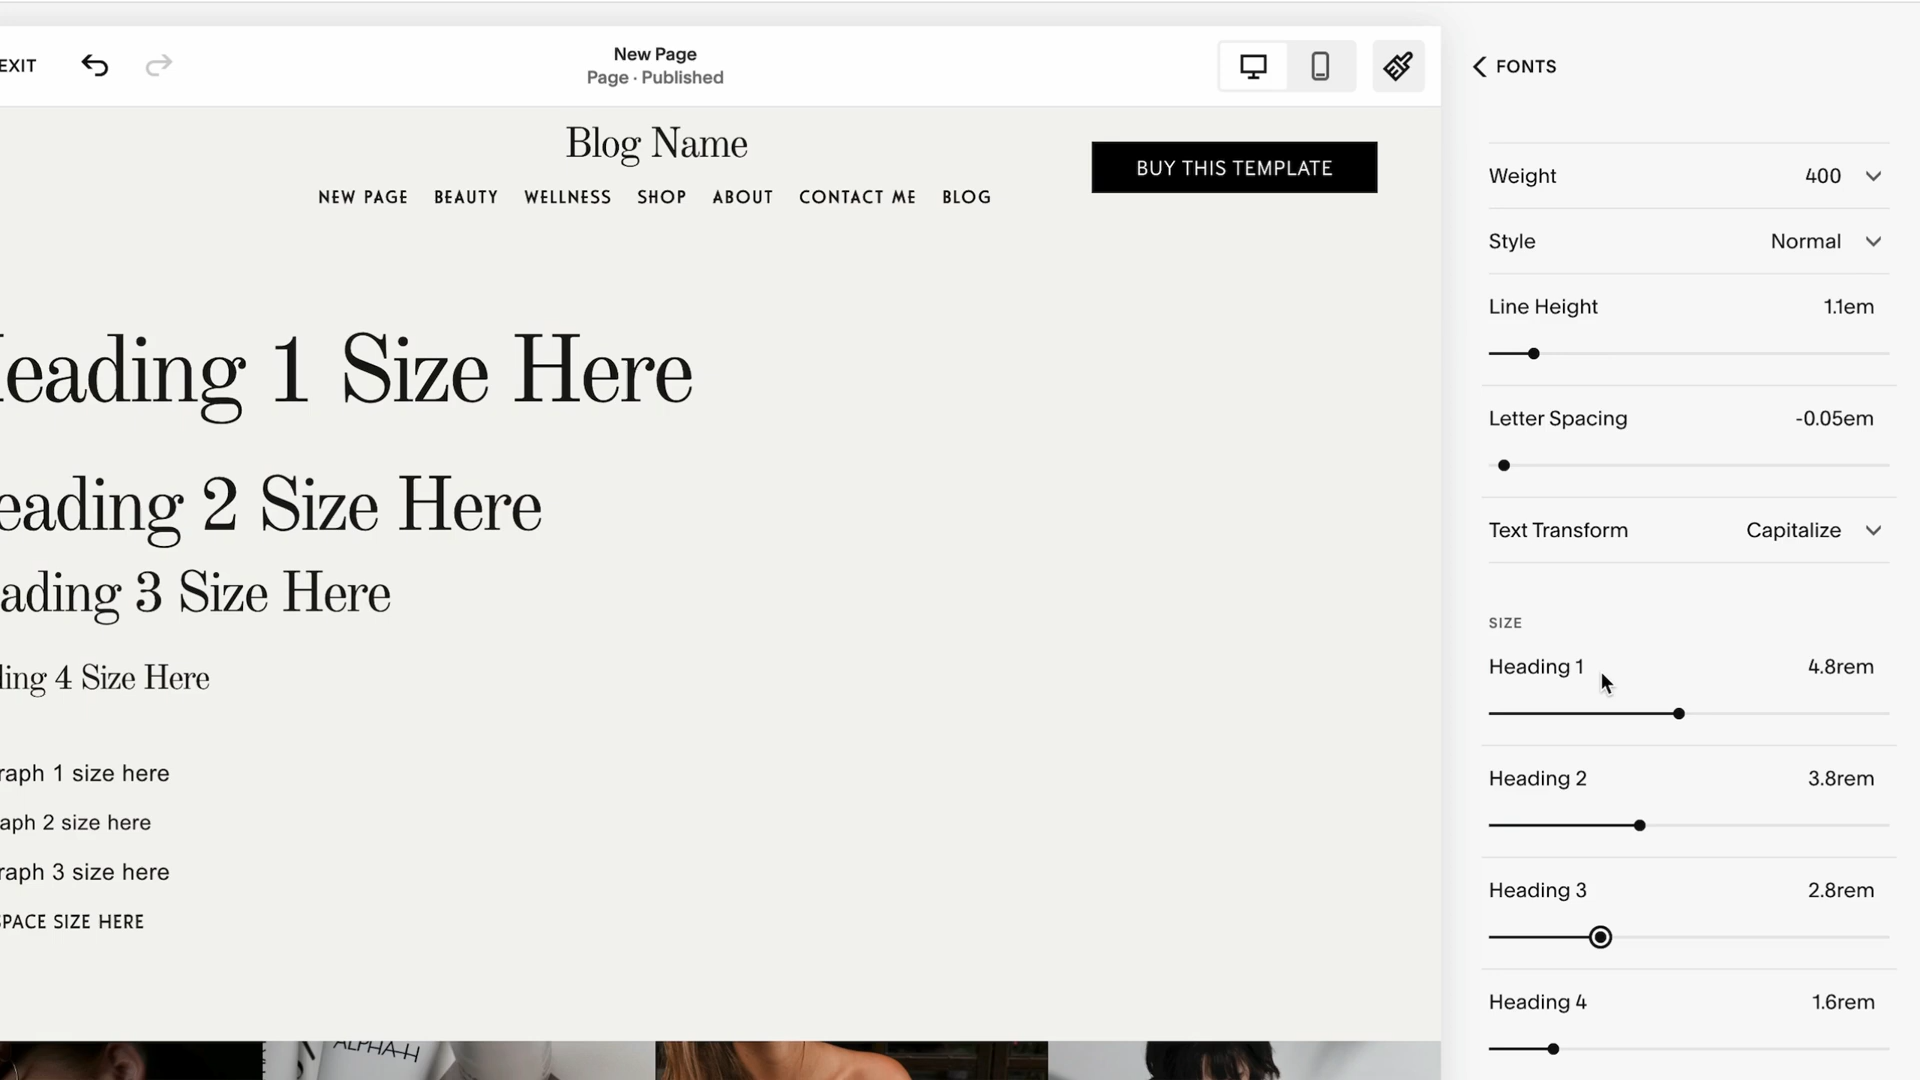 EXIT
New Page
Page · Published
FONTS
Blog Name
BUY THIS TEMPLATE
NEW PAGE BEAUTY WELLNESS SHOP ABOUT CONTACT ME BLOG
Weight 400
Style Normal
Line Height 1.1em
Letter Spacing -0.05em
Text Transform Capitalize
eading 1 Size Here
eading 2 Size Here
ading 3 Size Here
ling 4 Size Here
raph 1 size here
aph 2 size here
raph 3 size here
SPACE SIZE HERE
ALPHA-H
SIZE
Heading 1 4.8rem
Heading 2 3.8rem
Heading 3 2.8rem
Heading 4 1.6rem